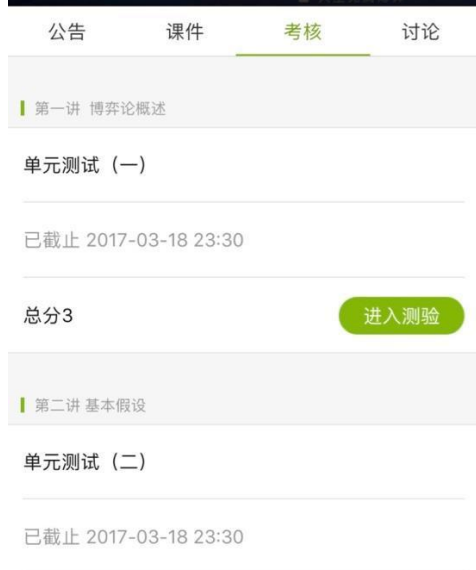 公告 课件 考核 讨论
第一讲 博弈论概述
单元测试（一）
已截止 2017-03-18 23:30
总分3 进入测验
第二讲 基本假设
单元测试（二）
已截止 2017-03-18 23:30